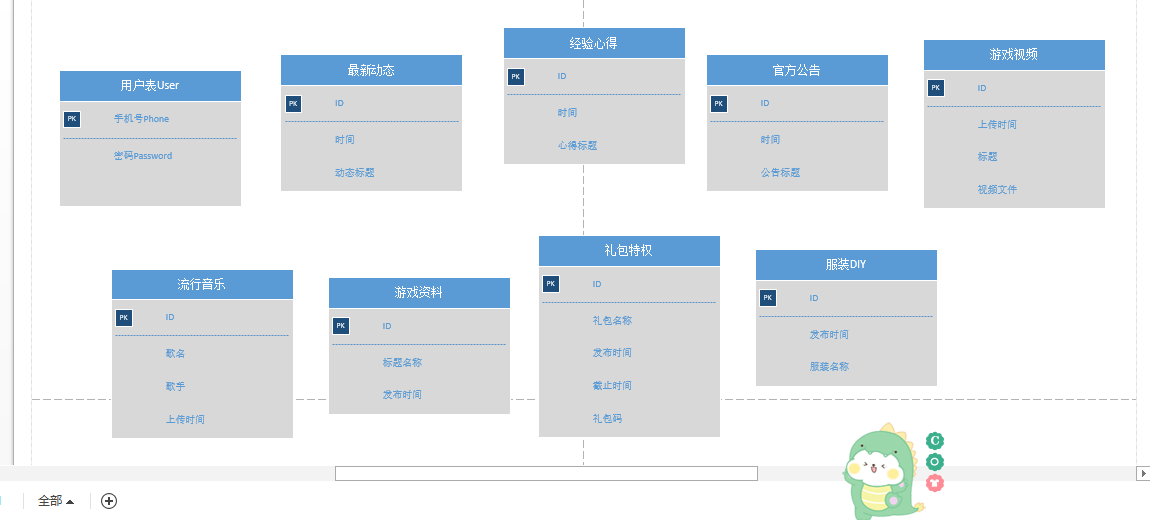 用户表User
PK 手机号Phone
密码Password
最新动态
PK ID
时间
动态标题
经验心得
PK ID
时间
心得标题
官方公告
PK ID
时间
公告标题
游戏视频
PK ID
上传时间
标题
视频文件
流行音乐
PK ID
歌名
歌手
上传时间
游戏资料
PK ID
标题名称
发布时间
礼包特权
PK ID
礼包名称
发布时间
截止时间
礼包码
服装DIY
PK ID
发布时间
服装名称
C
全部